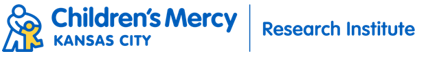 Children's Mercy
KANSAS CITY
Research Institute